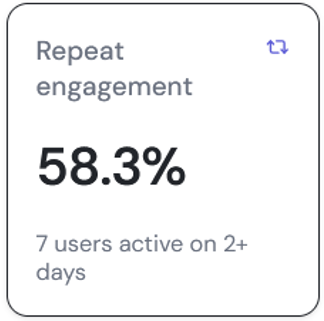 Repeat
engagement
58.3%
7 users active on 2+
days